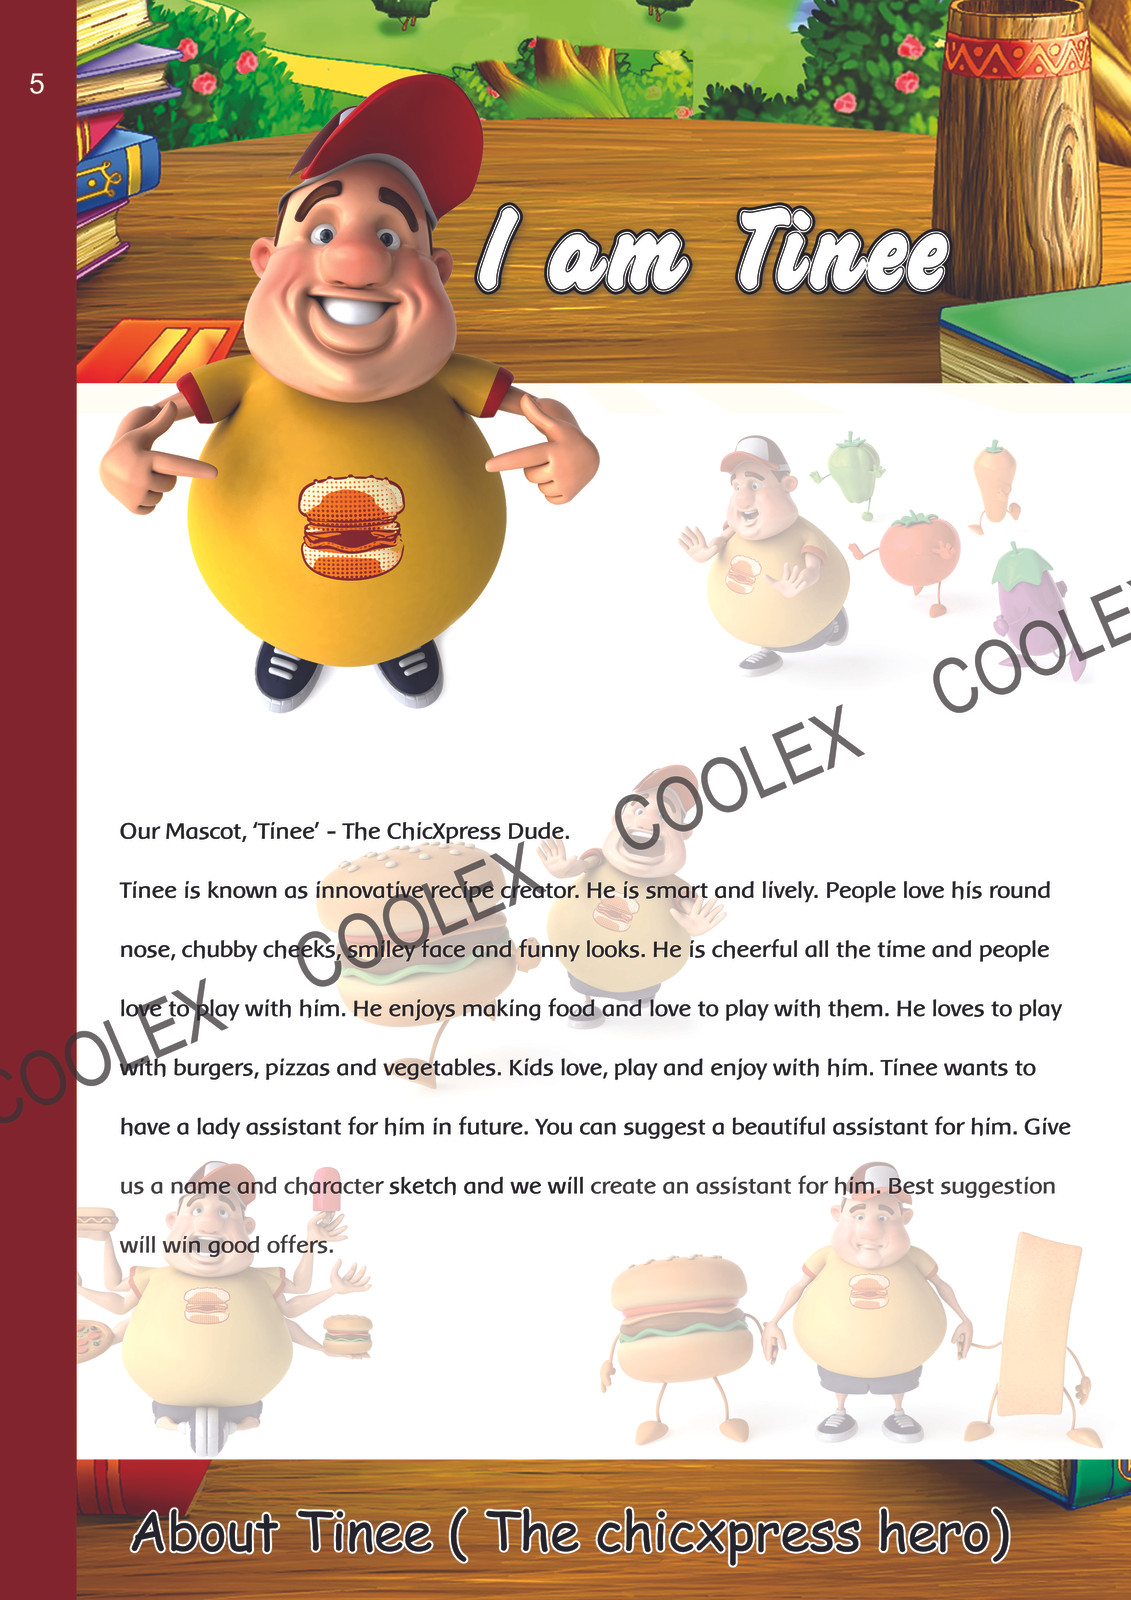 5
I am Tinee
Our Mascot, ‘Tinee’ - The ChicXpress Dude.
Tinee is known as innovative recipe creator. He is smart and lively. People love his round
nose, chubby cheeks, smiley face and funny looks. He is cheerful all the time and people
love to play with him. He enjoys making food and love to play with them. He loves to play
with burgers, pizzas and vegetables. Kids love, play and enjoy with him. Tinee wants to
have a lady assistant for him in future. You can suggest a beautiful assistant for him. Give
us a name and character sketch and we will create an assistant for him. Best suggestion
will win good offers.
COOLEX COOLEX COOLEX COOLEX
About Tinee ( The chicxpress hero)